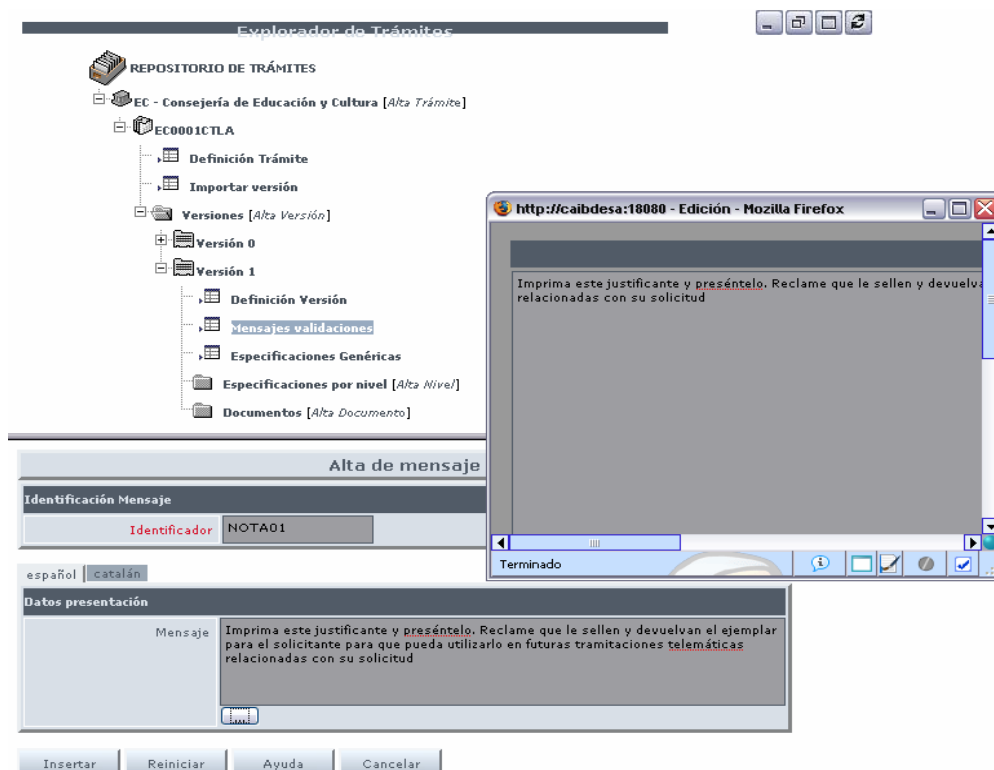 Explorador de Trámites
REPOSITORIO DE TRÁMITES
EC - Consejería de Educación y Cultura [Alta Trámite]
EC0001CTLA
Definición Trámite
Importar versión
Versiones [Alta Versión]
Versión 0
Versión 1
Definición Versión
Mensajes validaciones
Especificaciones Genéricas
Especificaciones por nivel [Alta Nivel]
Documentos [Alta Documento]
http://caibdesa:18080 - Edición - Mozilla Firefox
Imprima este justificante y preséntelo. Reclame que le sellen y devuelva
relacionadas con su solicitud
Terminado
Alta de mensaje
Identificación Mensaje
Identificador NOTA01
español catalán
Datos presentación
Mensaje Imprima este justificante y preséntelo. Reclame que le sellen y devuelvan el ejemplar
para el solicitante para que pueda utilizarlo en futuras tramitaciones telemáticas
relacionadas con su solicitud
...
Insertar Reiniciar Ayuda Cancelar